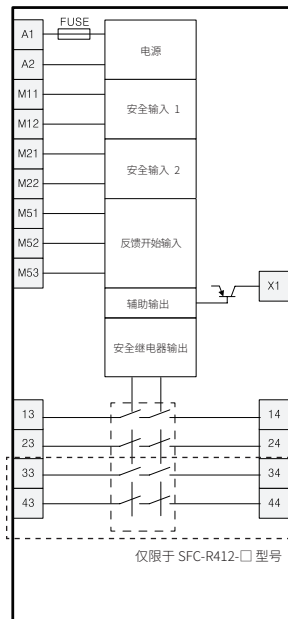 FUSE
A1
电源
A2
M11
安全输入 1
M12
M21
安全输入 2
M22
M51
M52
反馈开始输入
M53
X1
辅助输出
安全继电器输出
13 14
23 24
33 34
43 44
仅限于 SFC-R412-□ 型号